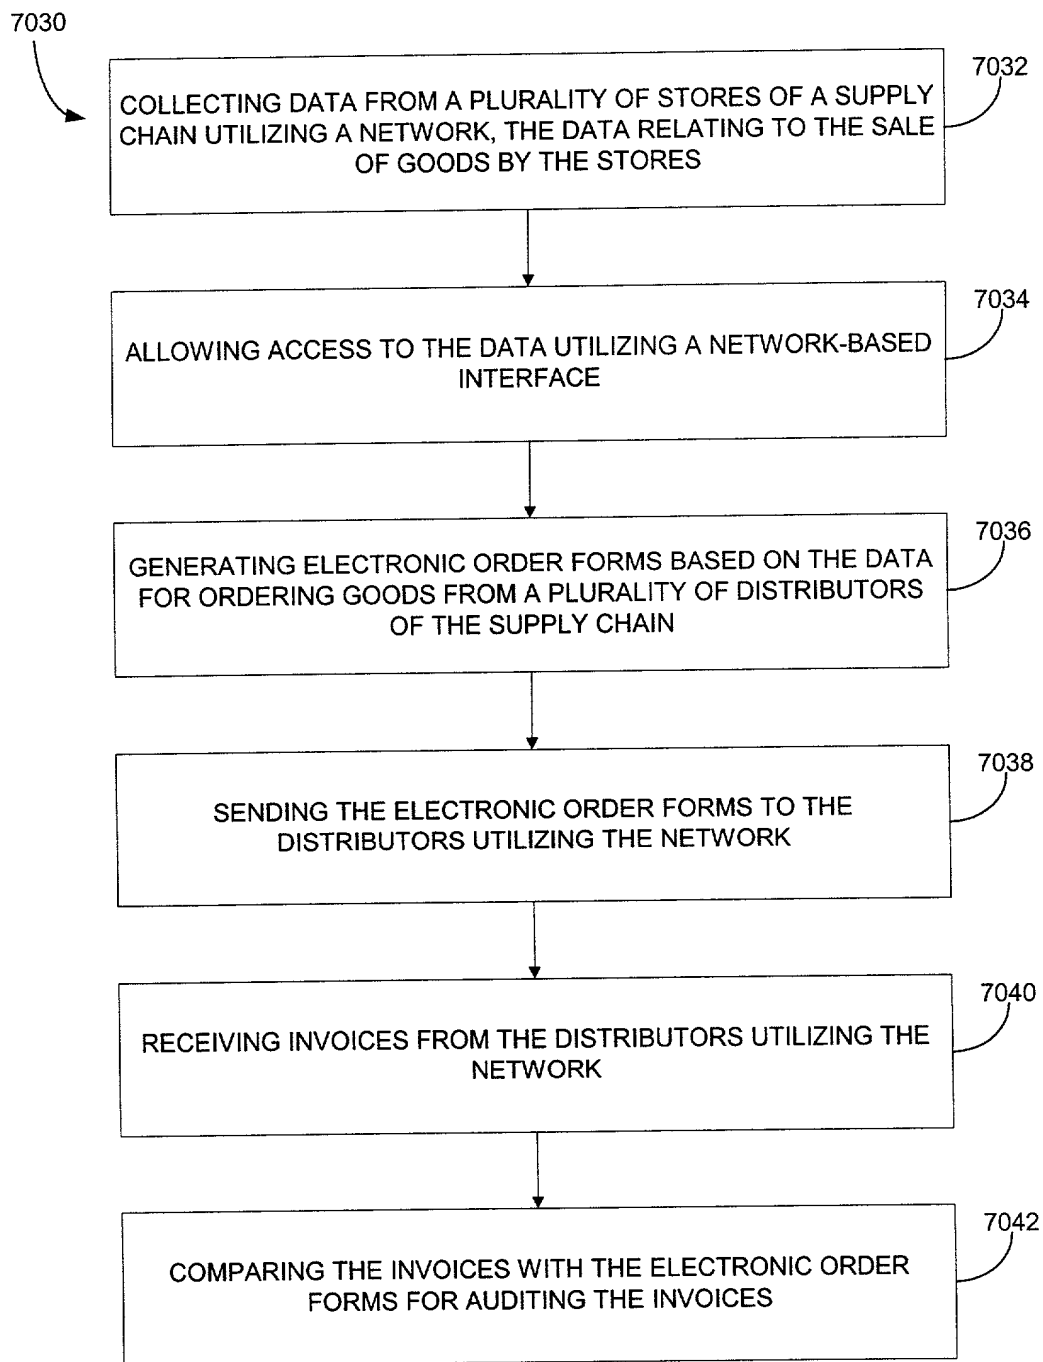 7030
7032
COLLECTING DATA FROM A PLURALITY OF STORES OF A SUPPLY
CHAIN UTILIZING A NETWORK, THE DATA RELATING TO THE SALE
OF GOODS BY THE STORES
7034
ALLOWING ACCESS TO THE DATA UTILIZING A NETWORK-BASED
INTERFACE
7036
GENERATING ELECTRONIC ORDER FORMS BASED ON THE DATA
FOR ORDERING GOODS FROM A PLURALITY OF DISTRIBUTORS
OF THE SUPPLY CHAIN
7038
SENDING THE ELECTRONIC ORDER FORMS TO THE
DISTRIBUTORS UTILIZING THE NETWORK
7040
RECEIVING INVOICES FROM THE DISTRIBUTORS UTILIZING THE
NETWORK
7042
COMPARING THE INVOICES WITH THE ELECTRONIC ORDER
FORMS FOR AUDITING THE INVOICES